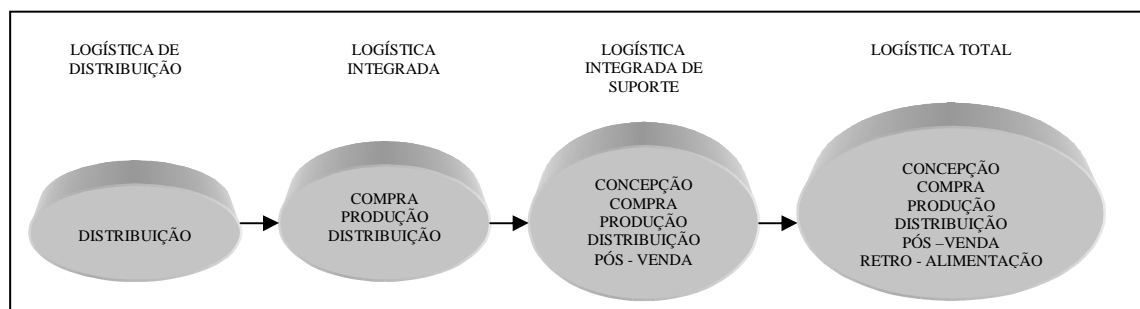 LOGÍSTICA DE
DISTRIBUIÇÃO
LOGÍSTICA
INTEGRADA
LOGÍSTICA
INTEGRADA DE
SUPORTE
LOGÍSTICA TOTAL
DISTRIBUIÇÃO
COMPRA
PRODUÇÃO
DISTRIBUIÇÃO
CONCEPÇÃO
COMPRA
PRODUÇÃO
DISTRIBUIÇÃO
PÓS - VENDA
CONCEPÇÃO
COMPRA
PRODUÇÃO
DISTRIBUIÇÃO
PÓS –VENDA
RETRO - ALIMENTAÇÃO